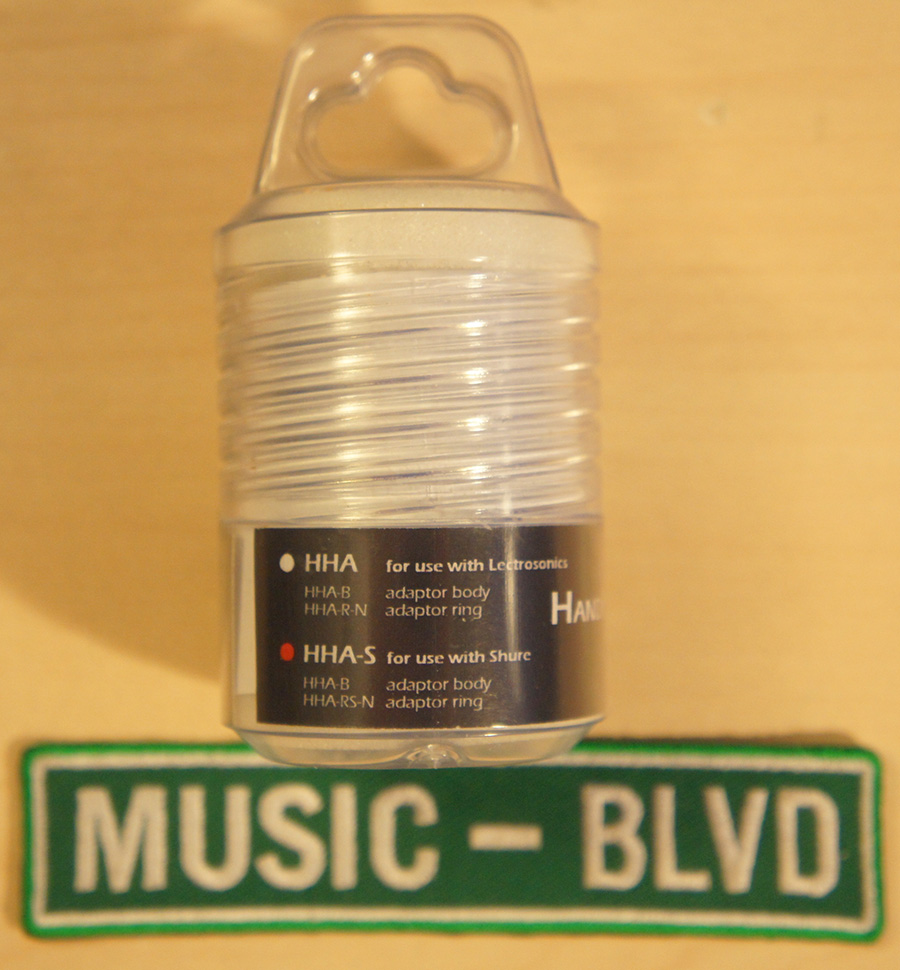 HHA for use with Lectrosonics
HHA-B adaptor body
HHA-R-N adaptor ring
HHA-S for use with Shure
HHA-B adaptor body
HHA-RS-N adaptor ring
MUSIC - BLVD